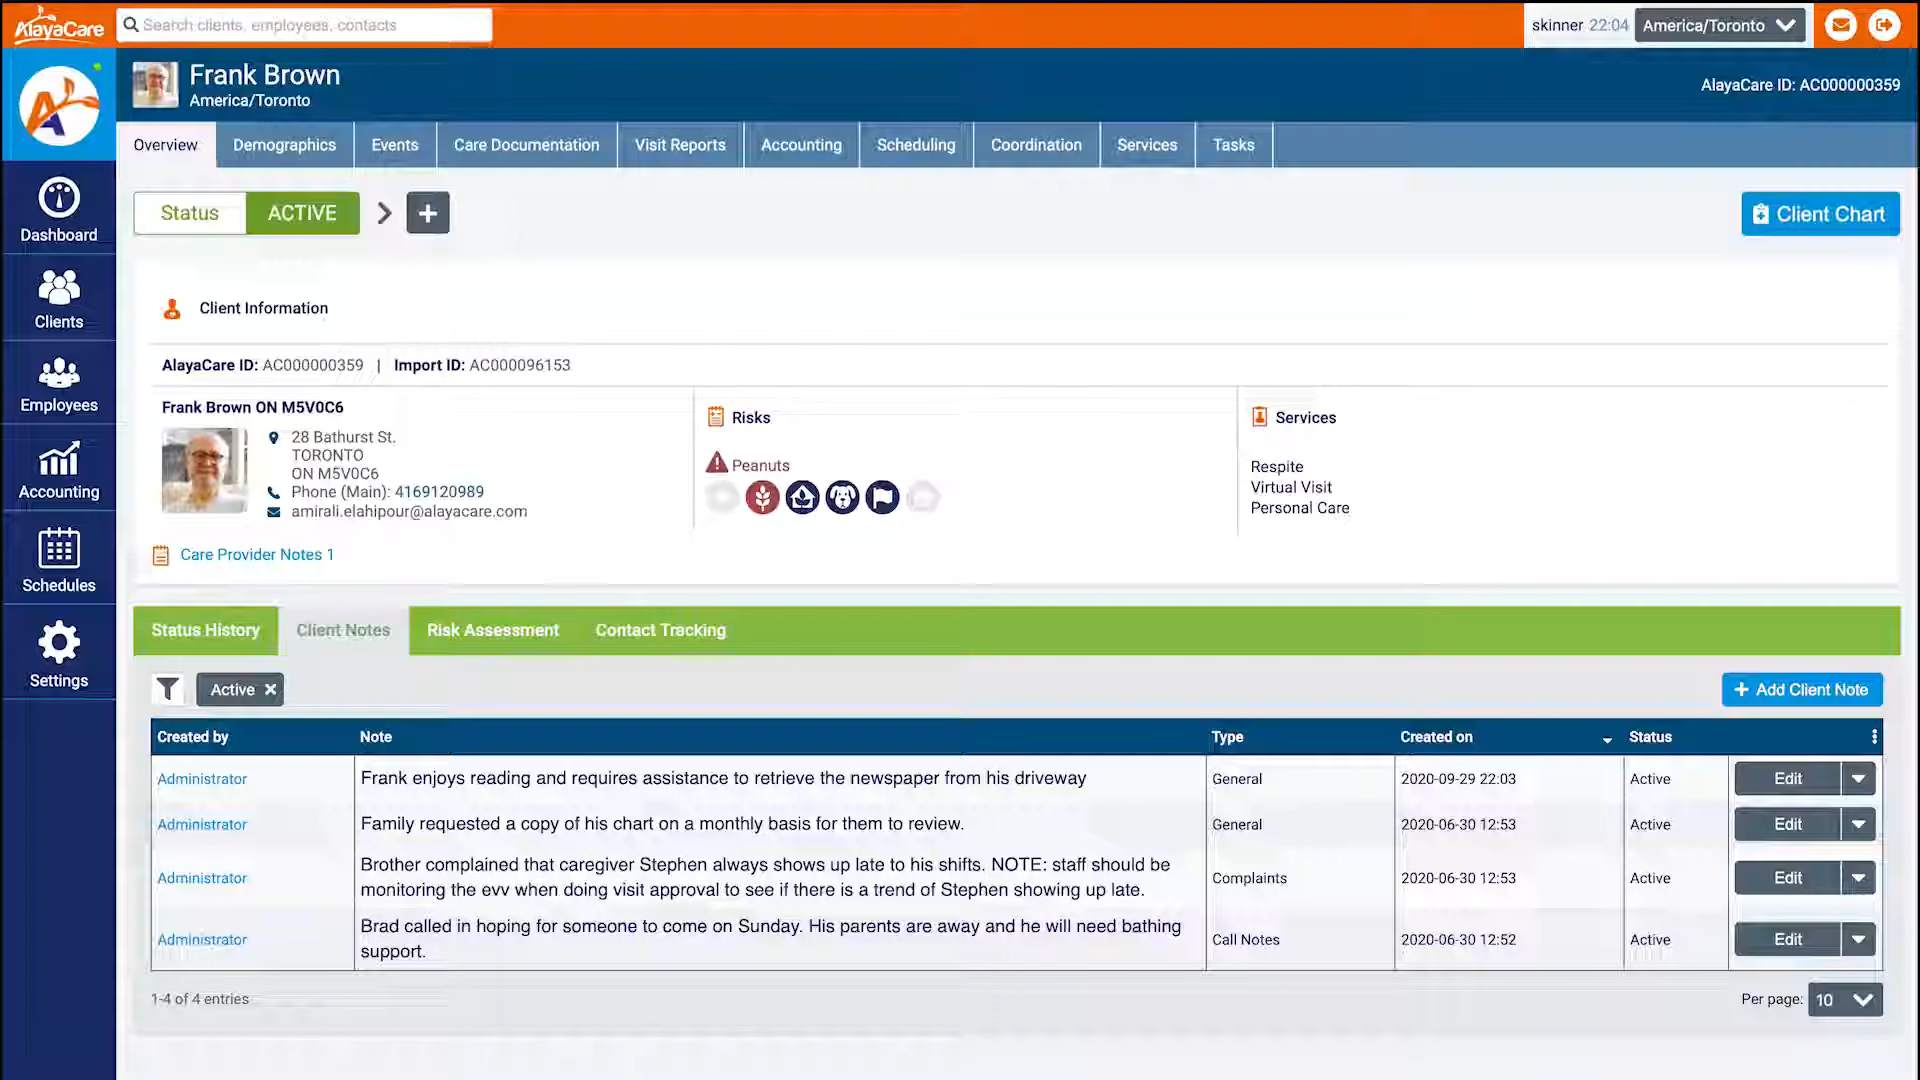 AlayaCare
Search clients, employees, contacts
skinner 22:04
America/Toronto
Frank Brown
America/Toronto
AlayaCare ID: AC000000359
Overview
Demographics
Events
Care Documentation
Visit Reports
Accounting
Scheduling
Coordination
Services
Tasks
Dashboard
Clients
Employees
Accounting
Schedules
Settings
Status
ACTIVE
Client Chart
Client Information
AlayaCare ID: AC000000359 | Import ID: AC000096153
Frank Brown ON M5V0C6
28 Bathurst St.
TORONTO
ON M5V0C6
Phone (Main): 4169120989
amirali.elahipour@alayacare.com
Care Provider Notes 1
Risks
Peanuts
Services
Respite
Virtual Visit
Personal Care
Status History
Client Notes
Risk Assessment
Contact Tracking
Active
+ Add Client Note
Created by Note Type Created on Status
Administrator Frank enjoys reading and requires assistance to retrieve the newspaper from his driveway General 2020-09-29 22:03 Active Edit
Administrator Family requested a copy of his chart on a monthly basis for them to review. General 2020-06-30 12:53 Active Edit
Brother complained that caregiver Stephen always shows up late to his shifts. NOTE: staff should be
Administrator monitoring the evv when doing visit approval to see if there is a trend of Stephen showing up late. Complaints 2020-06-30 12:53 Active Edit
Brad called in hoping for someone to come on Sunday. His parents are away and he will need bathing
Administrator support. Call Notes 2020-06-30 12:52 Active Edit
1-4 of 4 entries
Per page: 10